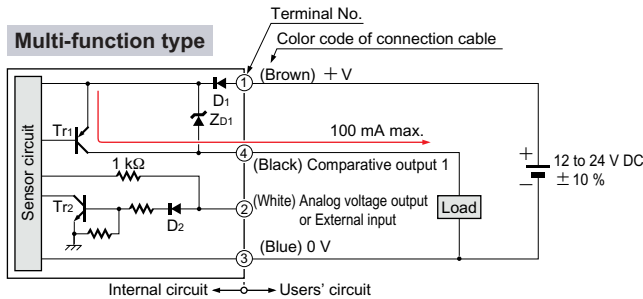 Terminal No.
Multi-function type
Color code of connection cable
1 (Brown) +V
D1
ZD1
Tr1
100 mA max.
Sensor circuit
4 (Black) Comparative output 1
1 kΩ
+
12 to 24 V DC
−
± 10 %
2 (White) Analog voltage output
or External input
Tr2
D2
Load
3 (Blue) 0 V
Internal circuit
Users' circuit